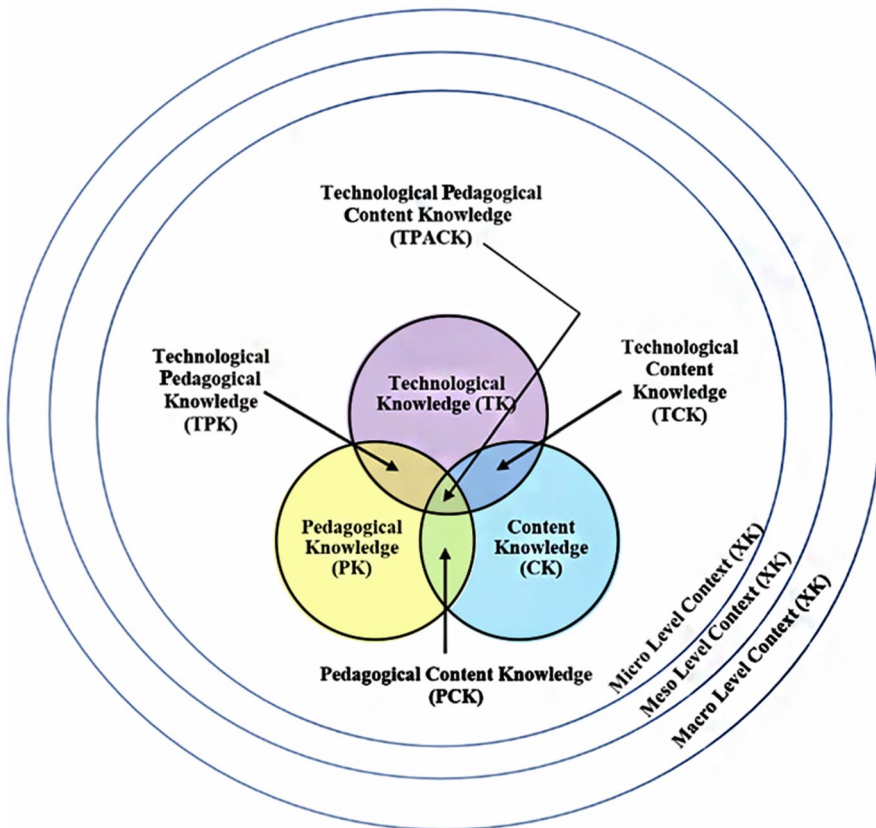 Technological Pedagogical
Content Knowledge
(TPACK)
Technological
Pedagogical
Knowledge
(TPK)
Technological
Content
Knowledge
(TCK)
Technological
Knowledge (TK)
Pedagogical
Knowledge
(PK)
Content
Knowledge
(CK)
Pedagogical Content Knowledge
(PCK)
Micro Level Context (XK)
Meso Level Context (XK)
Macro Level Context (XK)